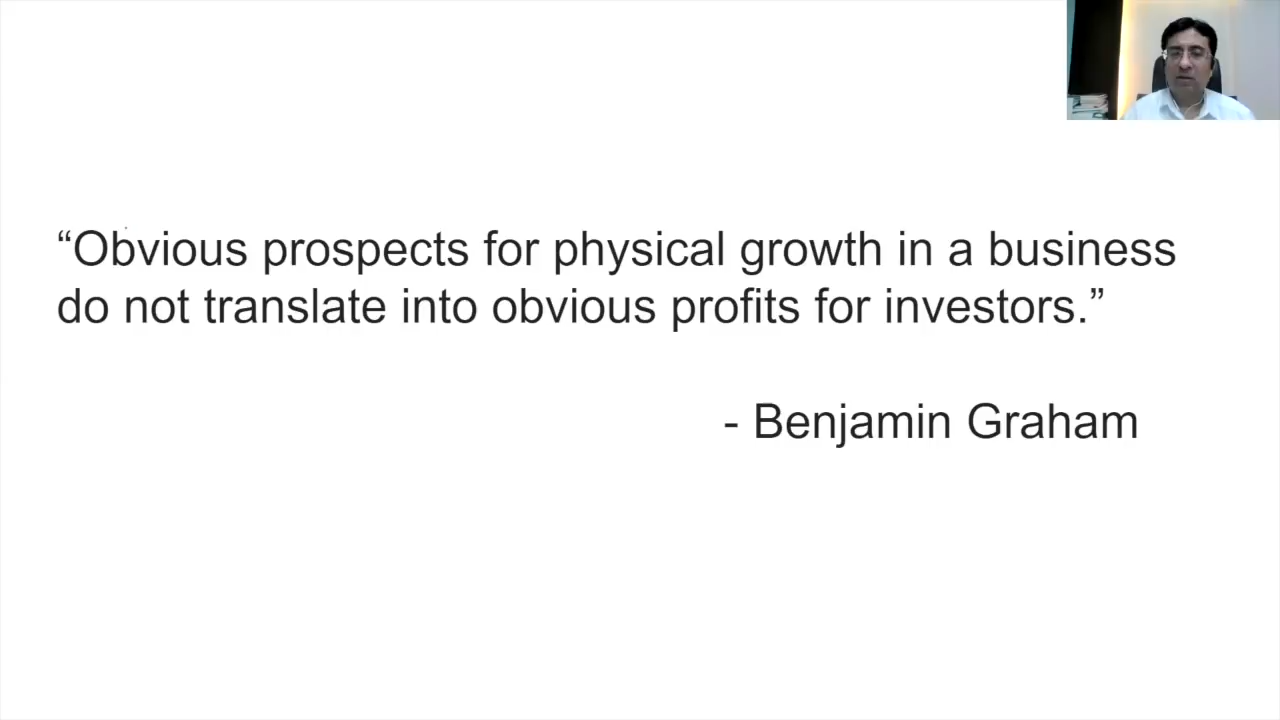 “Obvious prospects for physical growth in a business
do not translate into obvious profits for investors.”
- Benjamin Graham